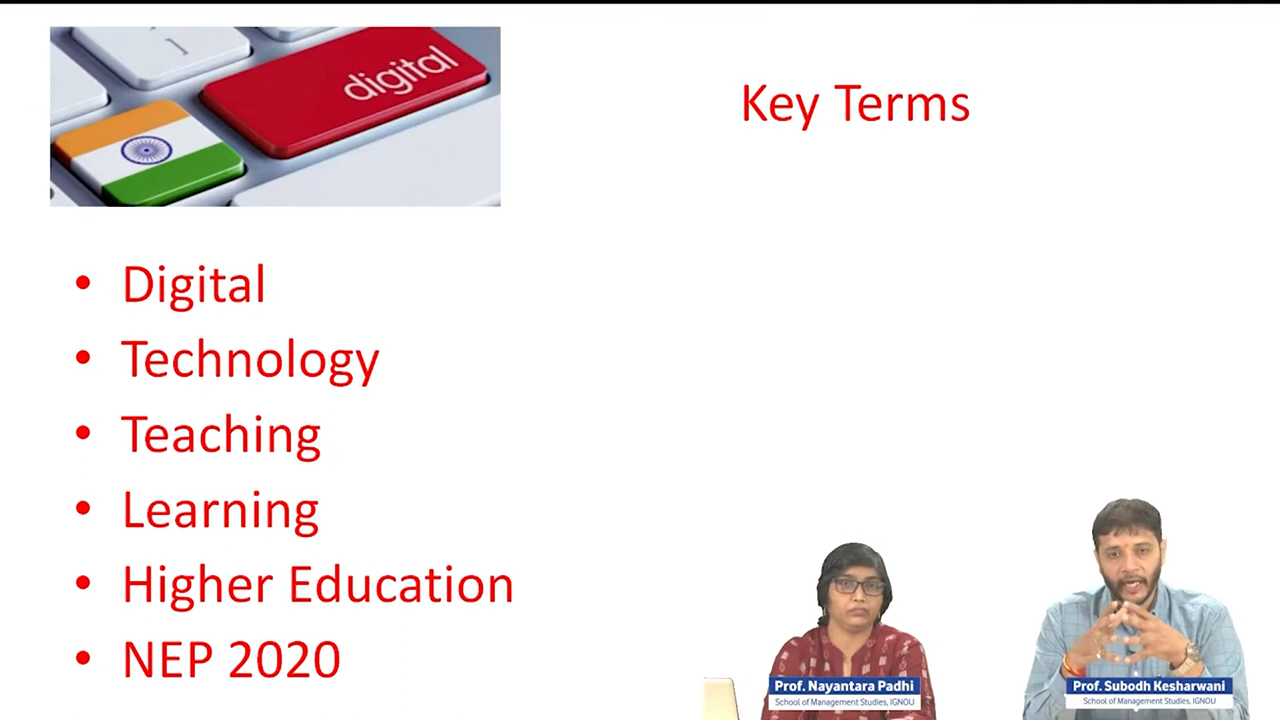 digital
Key Terms
• Digital
• Technology
• Teaching
• Learning
• Higher Education
• NEP 2020
Prof. Nayantara Padhi
School of Management Studies, IGNOU
Prof. Subodh Kesharwani
School of Management Studies, IGNOU